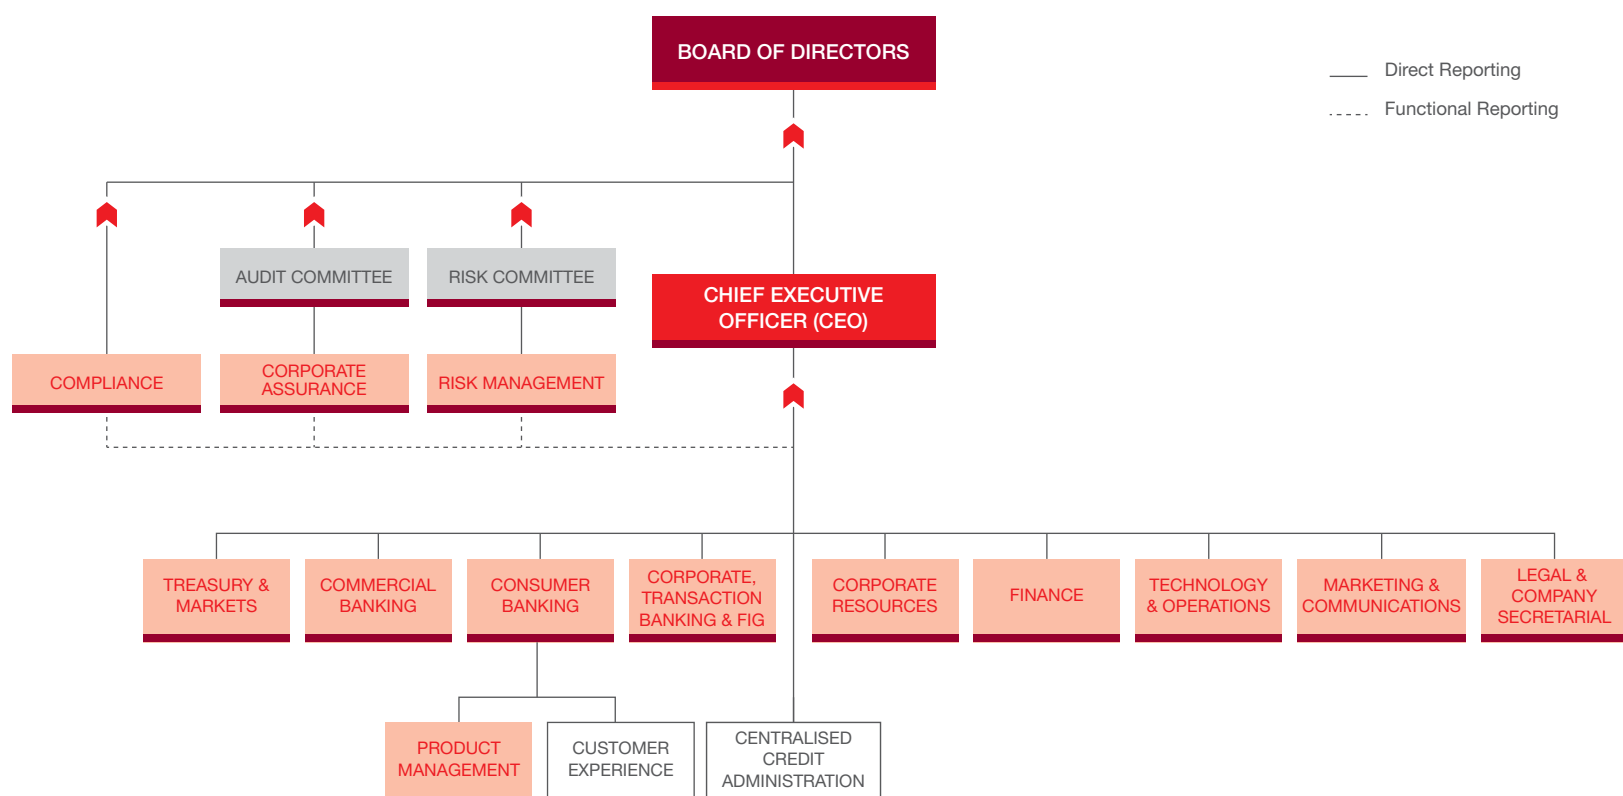 BOARD OF DIRECTORS
Direct Reporting
Functional Reporting
AUDIT COMMITTEE
RISK COMMITTEE
CHIEF EXECUTIVE
OFFICER (CEO)
COMPLIANCE
CORPORATE
ASSURANCE
RISK MANAGEMENT
TREASURY &
MARKETS
COMMERCIAL
BANKING
CONSUMER
BANKING
CORPORATE,
TRANSACTION
BANKING & FIG
CORPORATE
RESOURCES
FINANCE
TECHNOLOGY
& OPERATIONS
MARKETING &
COMMUNICATIONS
LEGAL &
COMPANY
SECRETARIAL
PRODUCT
MANAGEMENT
CUSTOMER
EXPERIENCE
CENTRALISED
CREDIT
ADMINISTRATION